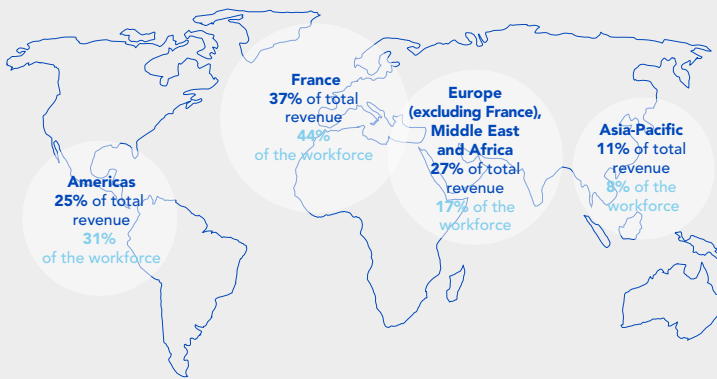 France
37% of total
revenue
44%
of the workforce
Europe
(excluding France),
Middle East
and Africa
27% of total
revenue
17% of the
workforce
Asia-Pacific
11% of total
revenue
8% of the
workforce
Americas
25% of total
revenue
31%
of the workforce